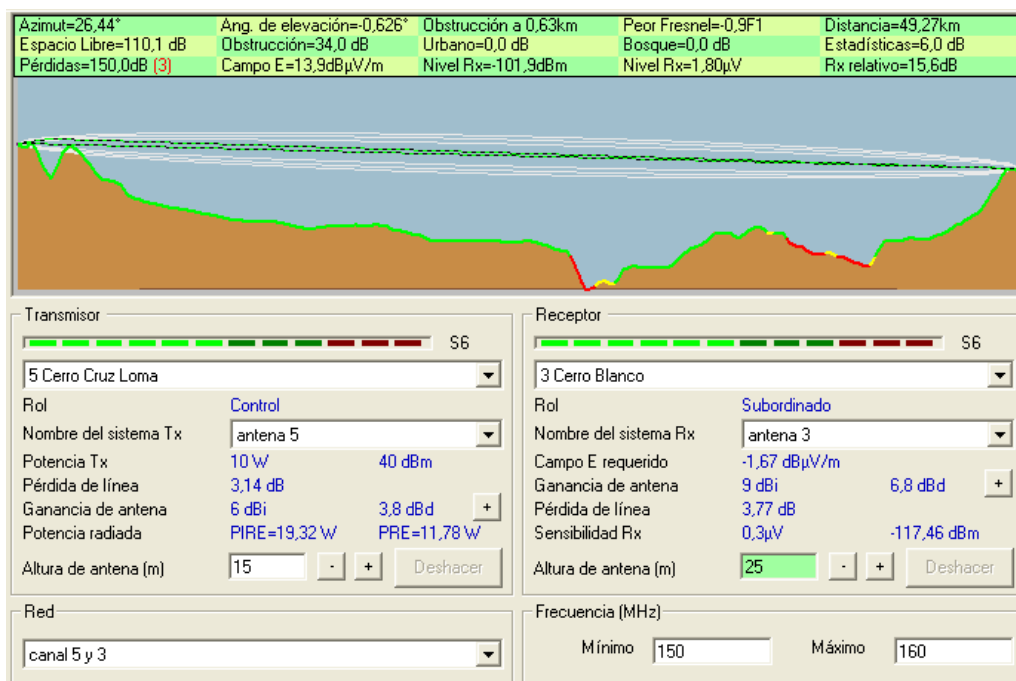 Azimut=26,44° Ang. de elevación=-0,626° Obstrucción a 0,63km Peor Fresnel=-0,9F1 Distancia=49,27km
Espacio Libre=110,1 dB Obstrucción=34,0 dB Urbano=0,0 dB Bosque=0,0 dB Estadísticas=6,0 dB
Pérdidas=150,0dB (3) Campo E=13,9dBµV/m Nivel Rx=-101,9dBm Nivel Rx=1,80µV Rx relativo=15,6dB
Transmisor
S6
5 Cerro Cruz Loma
Rol Control
Nombre del sistema Tx antena 5
Potencia Tx 10 W 40 dBm
Pérdida de línea 3,14 dB
Ganancia de antena 6 dBi 3,8 dBd +
Potencia radiada PIRE=19,32 W PRE=11,78 W
Altura de antena (m) 15 - + Deshacer
Receptor
S6
3 Cerro Blanco
Rol Subordinado
Nombre del sistema Rx antena 3
Campo E requerido -1,67 dBµV/m
Ganancia de antena 9 dBi 6,8 dBd +
Pérdida de línea 3,77 dB
Sensibilidad Rx 0,3µV -117,46 dBm
Altura de antena (m) 25 - + Deshacer
Red
canal 5 y 3
Frecuencia (MHz)
Mínimo 150 Máximo 160